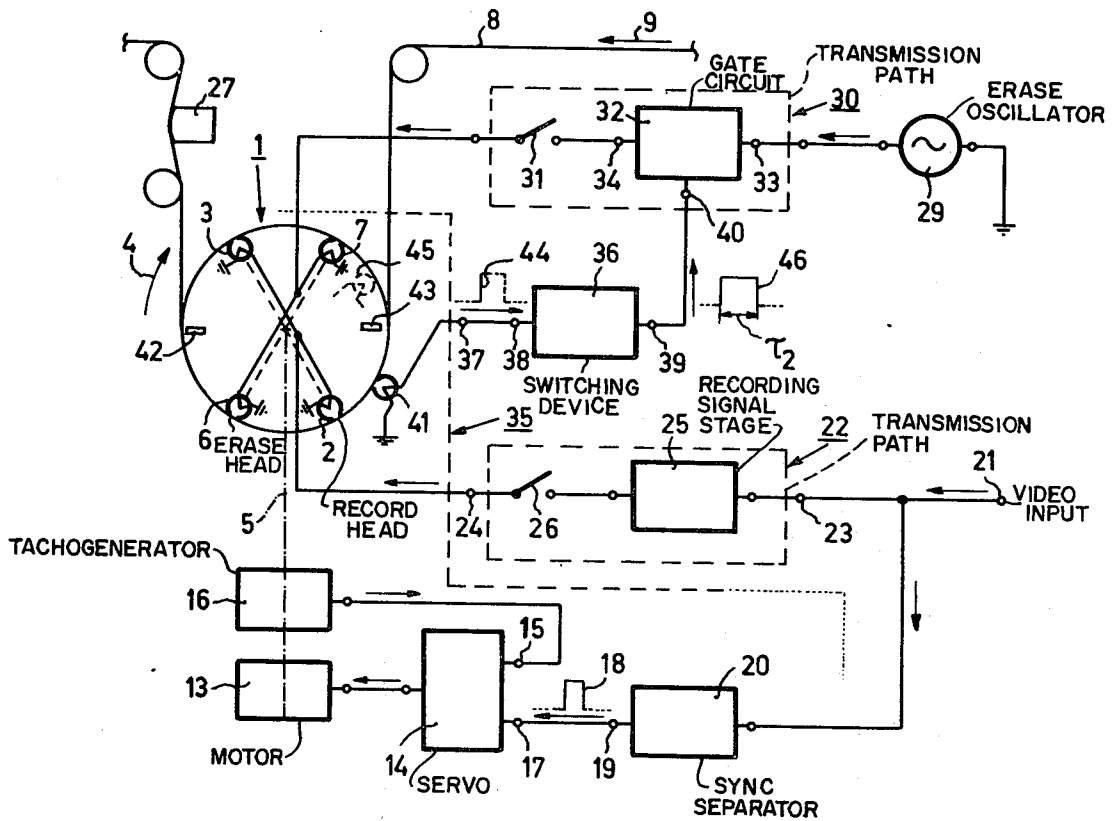 8
9
27
GATE
CIRCUIT
TRANSMISSION
PATH
30
ERASE
OSCILLATOR
32
31
34
33
29
1
3
7
45
4
40
44
36
46
43
42
37
38
39
τ2
SWITCHING
DEVICE
RECORDING
SIGNAL
STAGE
41
6
ERASE
HEAD
2
35
25
22
TRANSMISSION
PATH
21
VIDEO
INPUT
5
RECORD
HEAD
24
26
23
TACHOGENERATOR
16
15
18
20
13
14
17
19
MOTOR
SERVO
SYNC
SEPARATOR